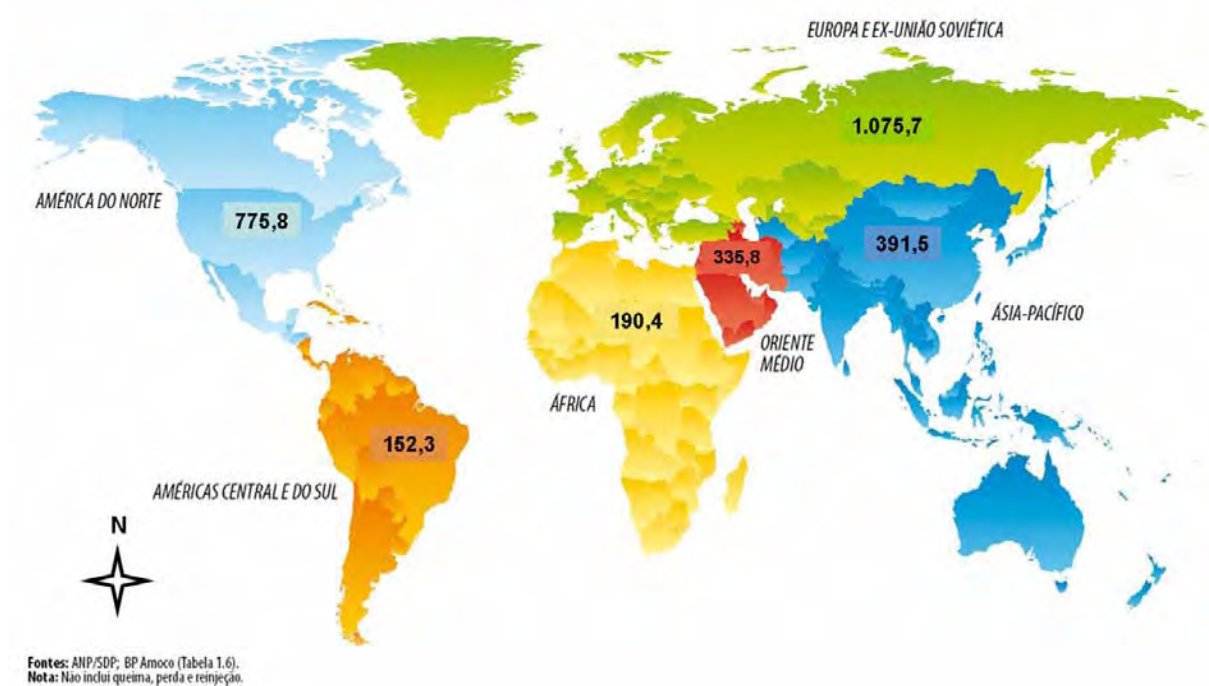 EUROPA E EX-UNIÃO SOVIÉTICA
1.075,7
AMÉRICA DO NORTE
775,8
391,5
335,8
ÁSIA-PACÍFICO
190,4
ORIENTE
MÉDIO
ÁFRICA
152,3
AMÉRICAS CENTRAL E DO SUL
N
Fontes: ANP/SDP; BP Amoco (Tabela 1.6).
Nota: Não inclui queima, perda e reinjeção.